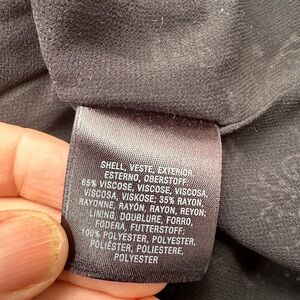 SHELL, VESTE, EXTERIOR,
ESTERNO, OBERSTOFF:
65% VISCOSE, VISCOSE, VISCOSA,
VISCOSA, VISKOSE; 35% RAYON,
RAYONNE, RAYÓN, RAYON, REYON;
LINING, DOUBLURE, FORRO,
FODERA, FUTTERSTOFF:
100% POLYESTER, POLYESTER,
POLIÉSTER, POLIESTERE,
POLYESTER